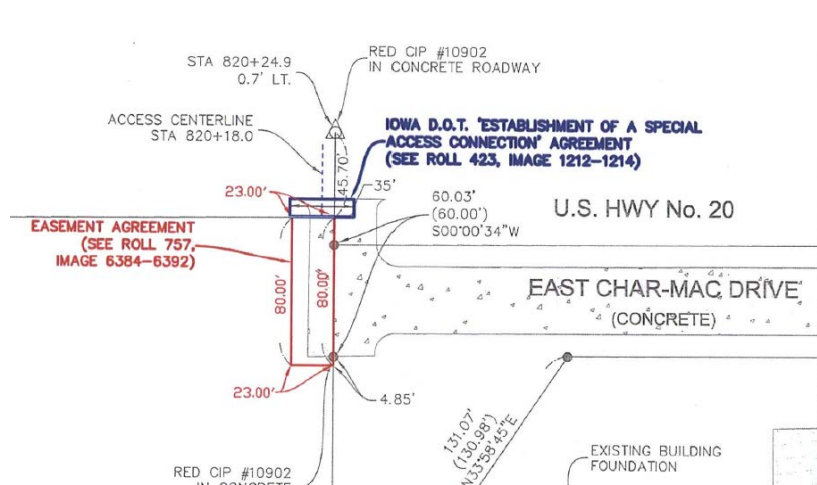 STA 820+24.9
0.7' LT.
RED CIP #10902
IN CONCRETE ROADWAY
ACCESS CENTERLINE
STA 820+18.0
IOWA D.O.T. 'ESTABLISHMENT OF A SPECIAL
ACCESS CONNECTION' AGREEMENT
(SEE ROLL 423, IMAGE 1212-1214)
45.70'
23.00'
35'
60.03'
(60.00')
S00°00'34"W
U.S. HWY No. 20
EASEMENT AGREEMENT
(SEE ROLL 757,
IMAGE 6384-6392)
80.00'
80.00'
EAST CHAR-MAC DRIVE
(CONCRETE)
23.00'
4.85'
131.07'
(130.98')
N33°58'45"E
EXISTING BUILDING
FOUNDATION
RED CIP #10902
IN CONCRETE